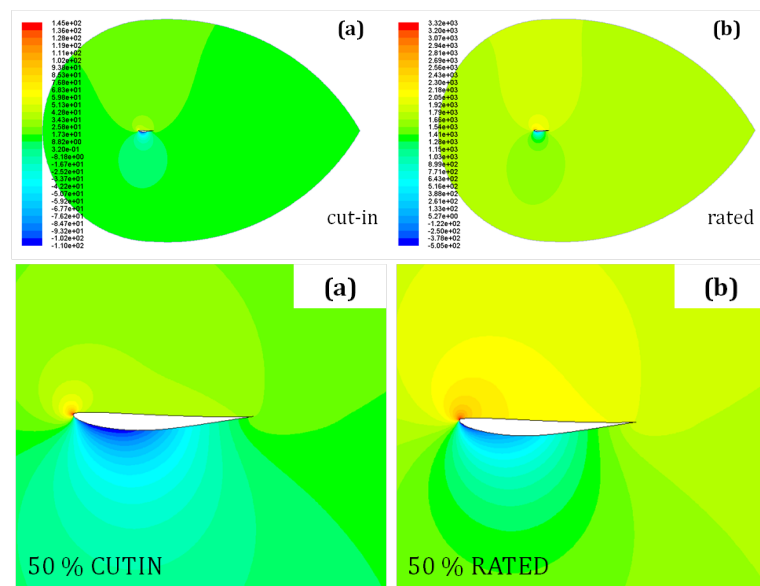 1.45e+02
1.36e+02
1.28e+02
1.19e+02
1.11e+02
1.02e+02
9.38e+01
8.53e+01
7.68e+01
6.83e+01
5.98e+01
5.13e+01
4.28e+01
3.43e+01
2.58e+01
1.73e+01
8.82e+00
3.20e-01
-8.18e+00
-1.67e+01
-2.52e+01
-3.37e+01
-4.22e+01
-5.07e+01
-5.92e+01
-6.77e+01
-7.62e+01
-8.47e+01
-9.32e+01
-1.02e+02
-1.10e+02
(a)
cut-in
3.32e+03
3.20e+03
3.07e+03
2.94e+03
2.81e+03
2.69e+03
2.56e+03
2.43e+03
2.30e+03
2.18e+03
2.05e+03
1.92e+03
1.79e+03
1.66e+03
1.54e+03
1.41e+03
1.28e+03
1.15e+03
1.03e+03
8.99e+02
7.71e+02
6.43e+02
5.16e+02
3.88e+02
2.61e+02
1.33e+02
5.27e+00
-1.22e+02
-2.50e+02
-3.78e+02
-5.05e+02
(b)
rated
(a)
50 % CUTIN
(b)
50 % RATED